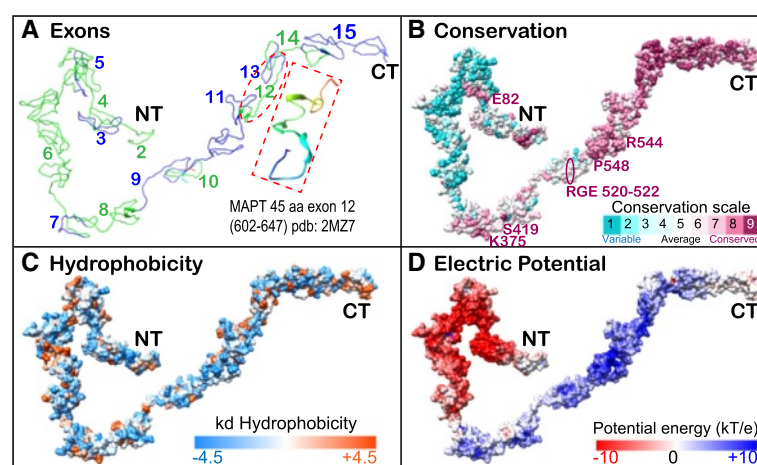 A Exons
5
4
NT
3
2
6
9
10
7
8
11
13
12
14
15
CT
MAPT 45 aa exon 12
(602-647) pdb: 2MZ7
B Conservation
E82
NT
CT
R544
P548
RGE 520-522
S419
K375
Conservation scale
1 2 3 4 5 6 7 8 9
Variable Average Conserved
C Hydrophobicity
NT
CT
kd Hydrophobicity
-4.5 +4.5
D Electric Potential
NT
CT
Potential energy (kT/e)
-10 0 +10